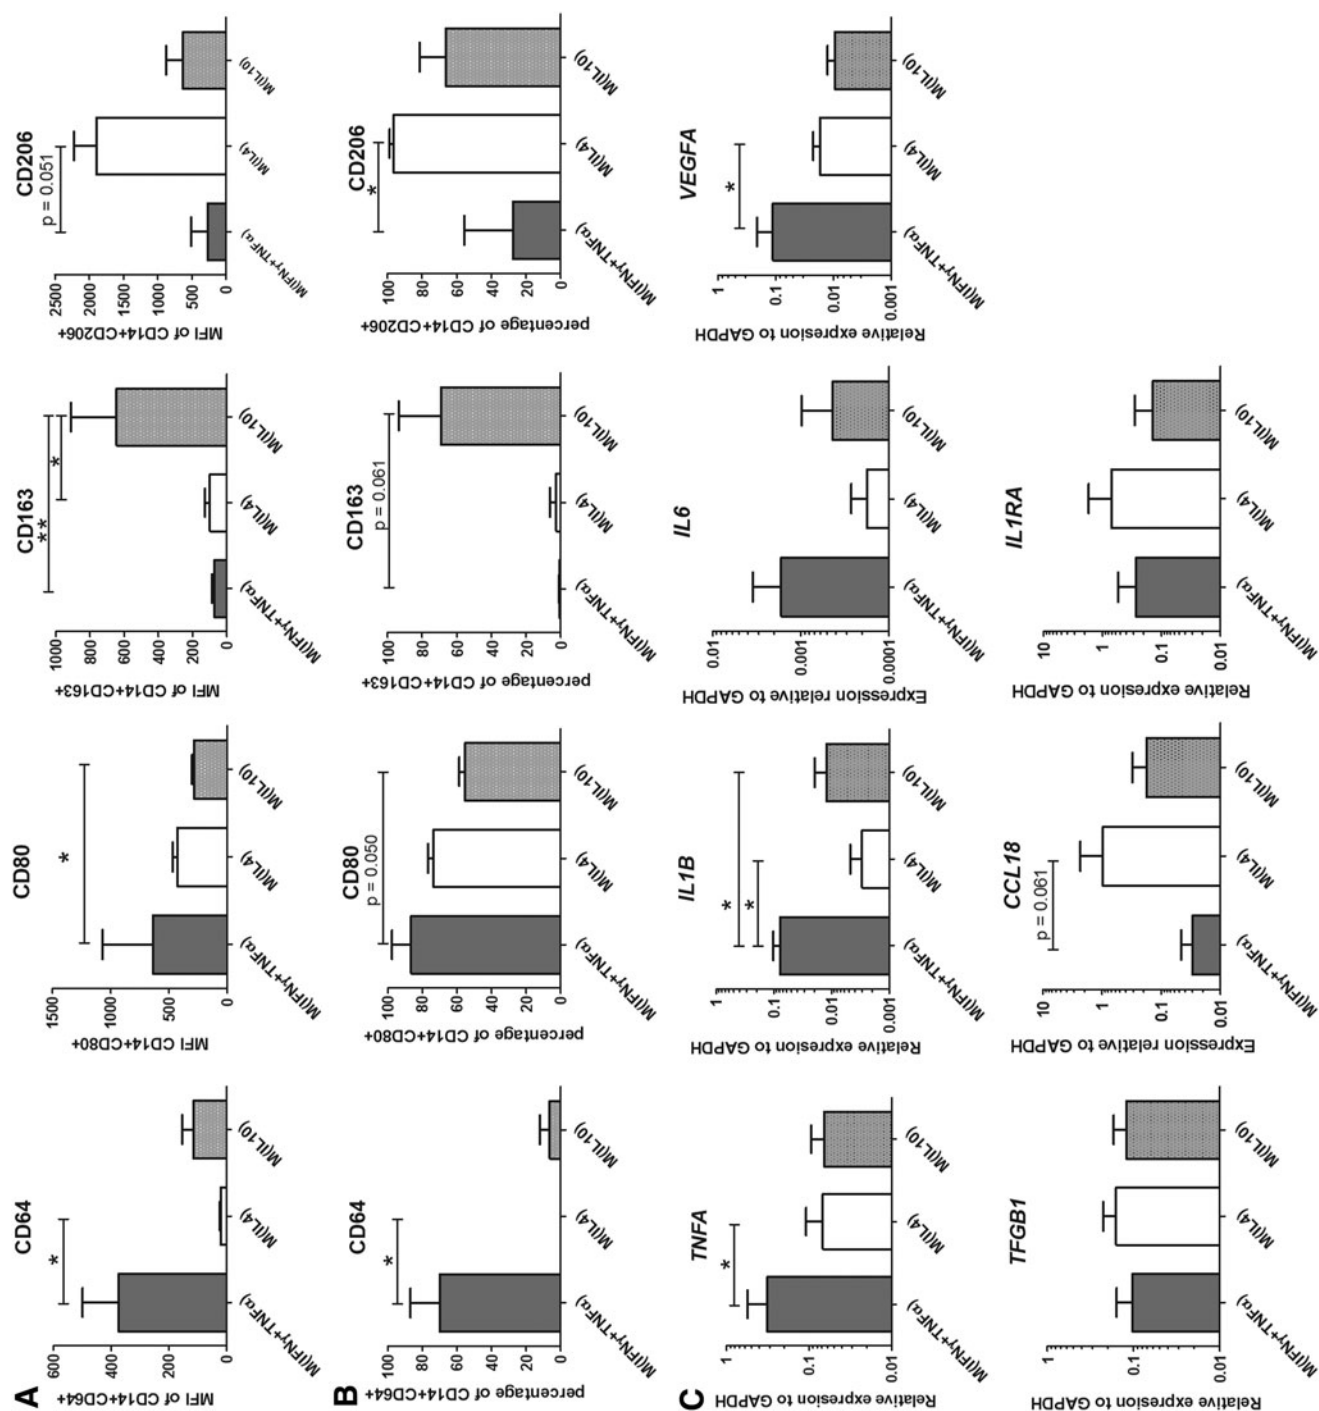 A
CD64
MFI of CD14+CD64+
600
400
200
0
*
M(IFNγ+TNFα)
M(IL4)
M(IL10)
CD80
MFI CD14+CD80+
1500
1000
500
0
*
M(IFNγ+TNFα)
M(IL4)
M(IL10)
CD163
MFI of CD14+CD163+
1000
800
600
400
200
0
**
*
M(IFNγ+TNFα)
M(IL4)
M(IL10)
CD206
p = 0.051
MFI of CD14+CD206+
2500
2000
1500
1000
500
0
M(IFNγ+TNFα)
M(IL4)
M(IL10)
B
CD64
percentage of CD14+CD64+
100
80
60
40
20
0
*
M(IFNγ+TNFα)
M(IL4)
M(IL10)
CD80
p = 0.050
percentage of CD14+CD80+
100
80
60
40
20
0
M(IFNγ+TNFα)
M(IL4)
M(IL10)
CD163
p = 0.061
percentage of CD14+CD163+
100
80
60
40
20
0
M(IFNγ+TNFα)
M(IL4)
M(IL10)
CD206
percentage of CD14+CD206+
100
80
60
40
20
0
*
M(IFNγ+TNFα)
M(IL4)
M(IL10)
C
TNFA
Relative expresion to GAPDH
1
0.1
0.01
0.001
*
M(IFNγ+TNFα)
M(IL4)
M(IL10)
IL1B
Relative expresion to GAPDH
1
0.1
0.01
0.001
*
*
M(IFNγ+TNFα)
M(IL4)
M(IL10)
IL6
Expression relative to GAPDH
0.01
0.001
0.0001
M(IFNγ+TNFα)
M(IL4)
M(IL10)
VEGFA
Relative expresion to GAPDH
1
0.1
0.01
0.001
*
M(IFNγ+TNFα)
M(IL4)
M(IL10)
TFGB1
Relative expresion to GAPDH
1
0.1
0.01
M(IFNγ+TNFα)
M(IL4)
M(IL10)
CCL18
p = 0.061
Expression relative to GAPDH
10
1
0.1
0.01
M(IFNγ+TNFα)
M(IL4)
M(IL10)
IL1RA
Relative expresion to GAPDH
10
1
0.1
0.01
M(IFNγ+TNFα)
M(IL4)
M(IL10)